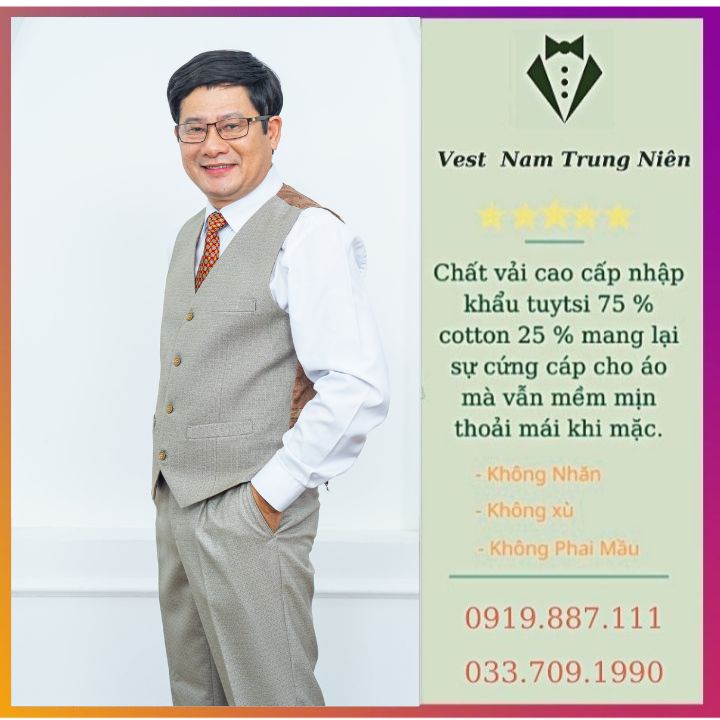 Vest Nam Trung Niên
Chất vải cao cấp nhập
khẩu tuytsi 75 %
cotton 25 % mang lại
sự cứng cáp cho áo
mà vẫn mềm mịn
thoải mái khi mặc.
- Không Nhăn
- Không xù
- Không Phai Mầu
0919.887.111
033.709.1990